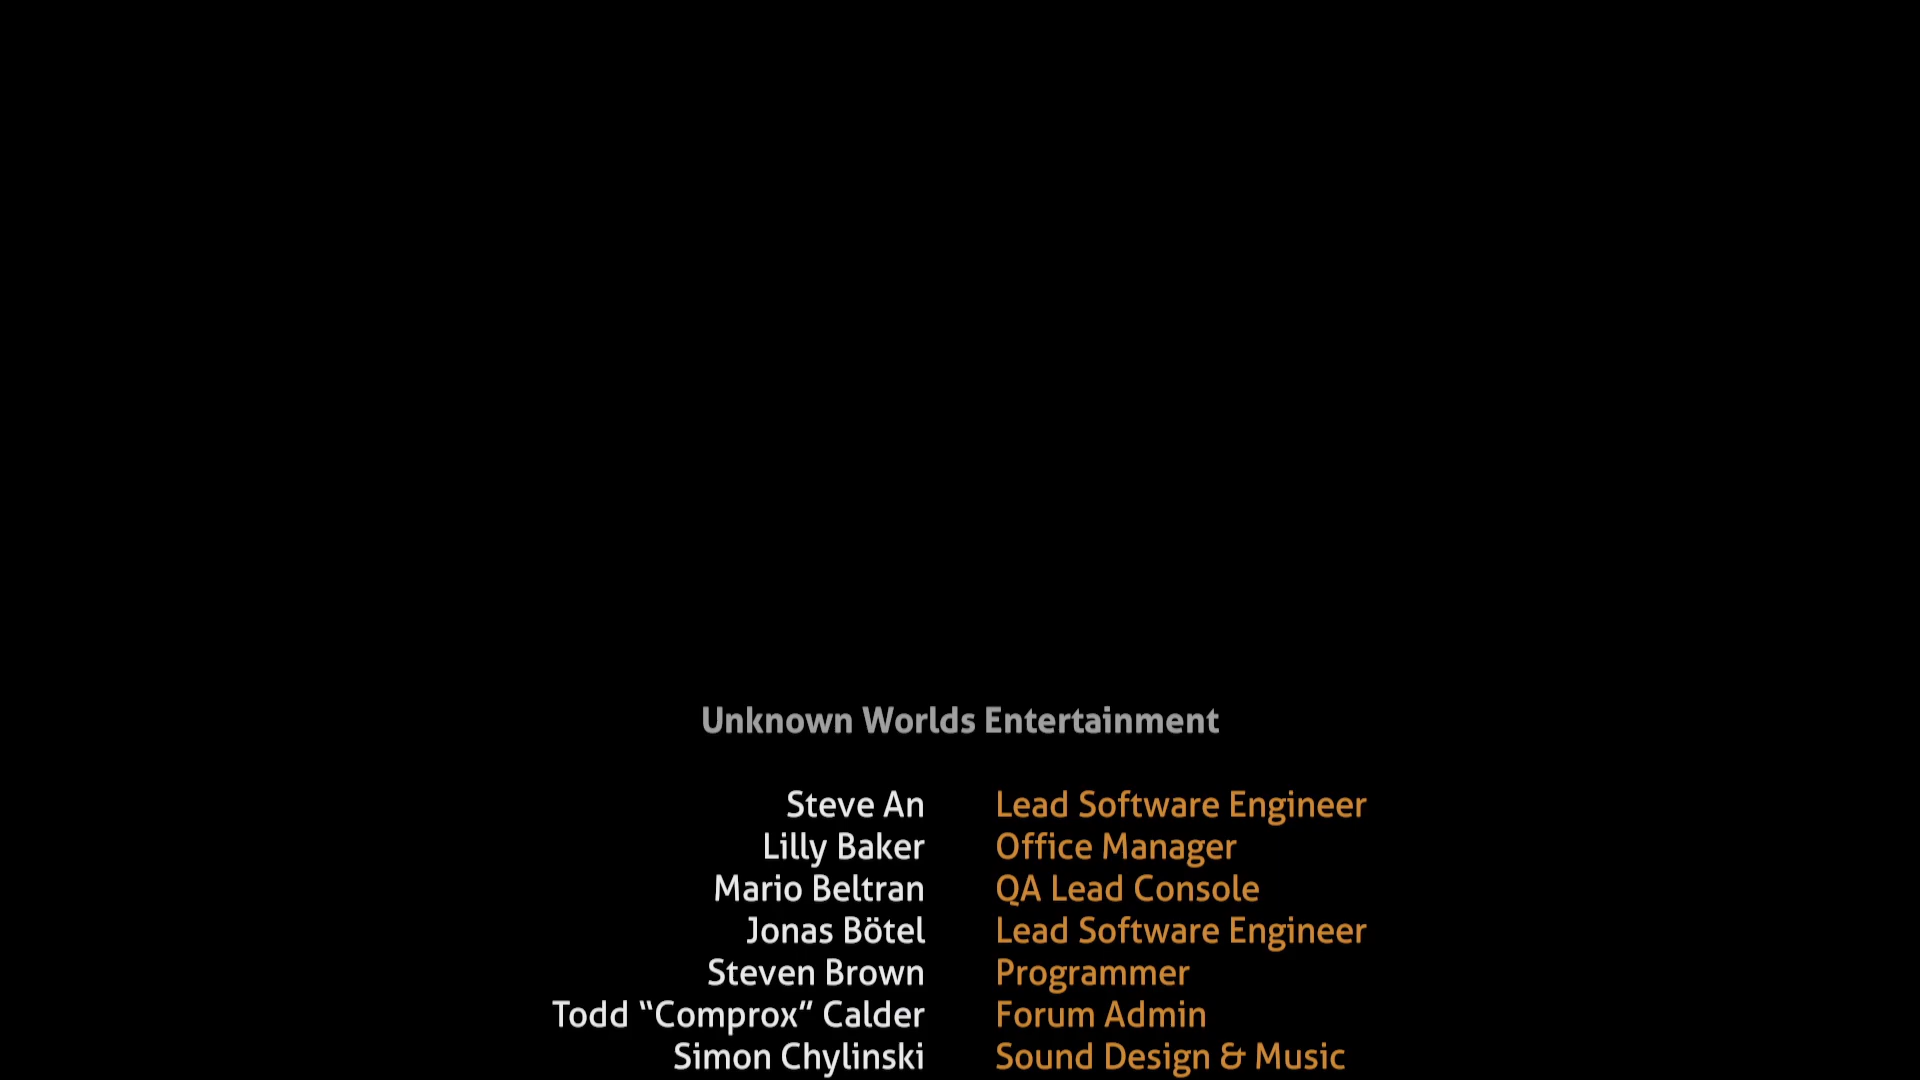 Unknown Worlds Entertainment
Steve An Lead Software Engineer
Lilly Baker Office Manager
Mario Beltran QA Lead Console
Jonas Bötel Lead Software Engineer
Steven Brown Programmer
Todd “Comprox” Calder Forum Admin
Simon Chylinski Sound Design & Music